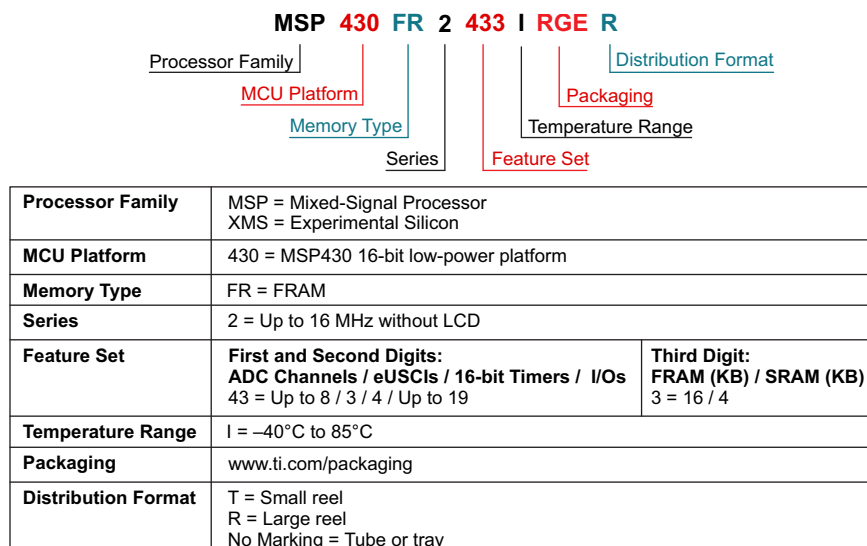 MSP 430 FR 2 433 I RGE R
Processor Family
Distribution Format
MCU Platform
Packaging
Memory Type
Temperature Range
Series
Feature Set
Processor Family
MSP = Mixed-Signal Processor
XMS = Experimental Silicon
MCU Platform
430 = MSP430 16-bit low-power platform
Memory Type
FR = FRAM
Series
2 = Up to 16 MHz without LCD
Feature Set
First and Second Digits:
ADC Channels / eUSCIs / 16-bit Timers / I/Os
43 = Up to 8 / 3 / 4 / Up to 19
Third Digit:
FRAM (KB) / SRAM (KB)
3 = 16 / 4
Temperature Range
I = –40°C to 85°C
Packaging
www.ti.com/packaging
Distribution Format
T = Small reel
R = Large reel
No Marking = Tube or tray